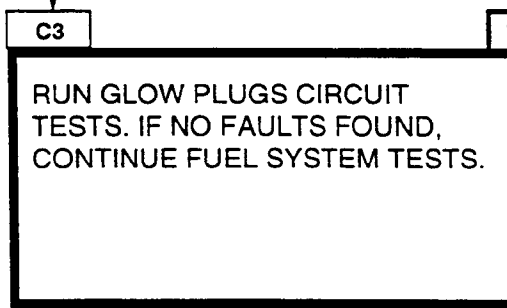 C3
RUN GLOW PLUGS CIRCUIT
TESTS. IF NO FAULTS FOUND,
CONTINUE FUEL SYSTEM TESTS.